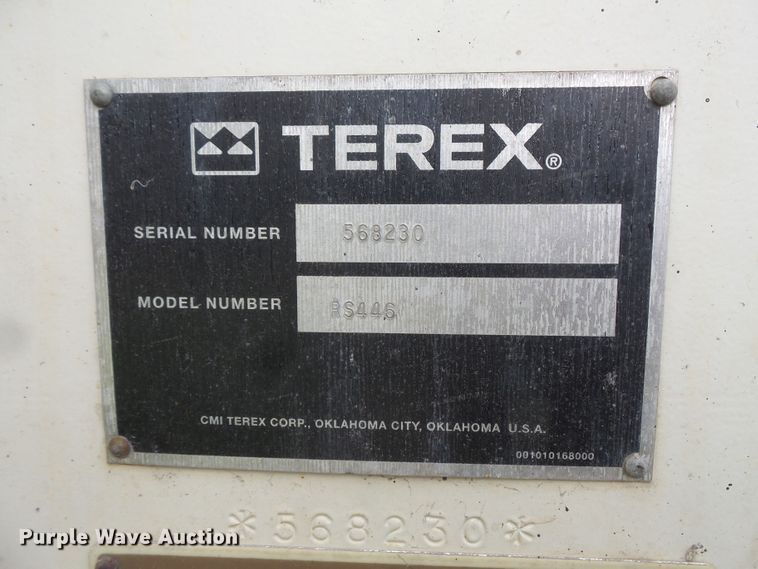 TEREX®
SERIAL NUMBER 568230
MODEL NUMBER RS446
CMI TEREX CORP., OKLAHOMA CITY, OKLAHOMA U.S.A.
001010168000
*568230*
Purple Wave Auction